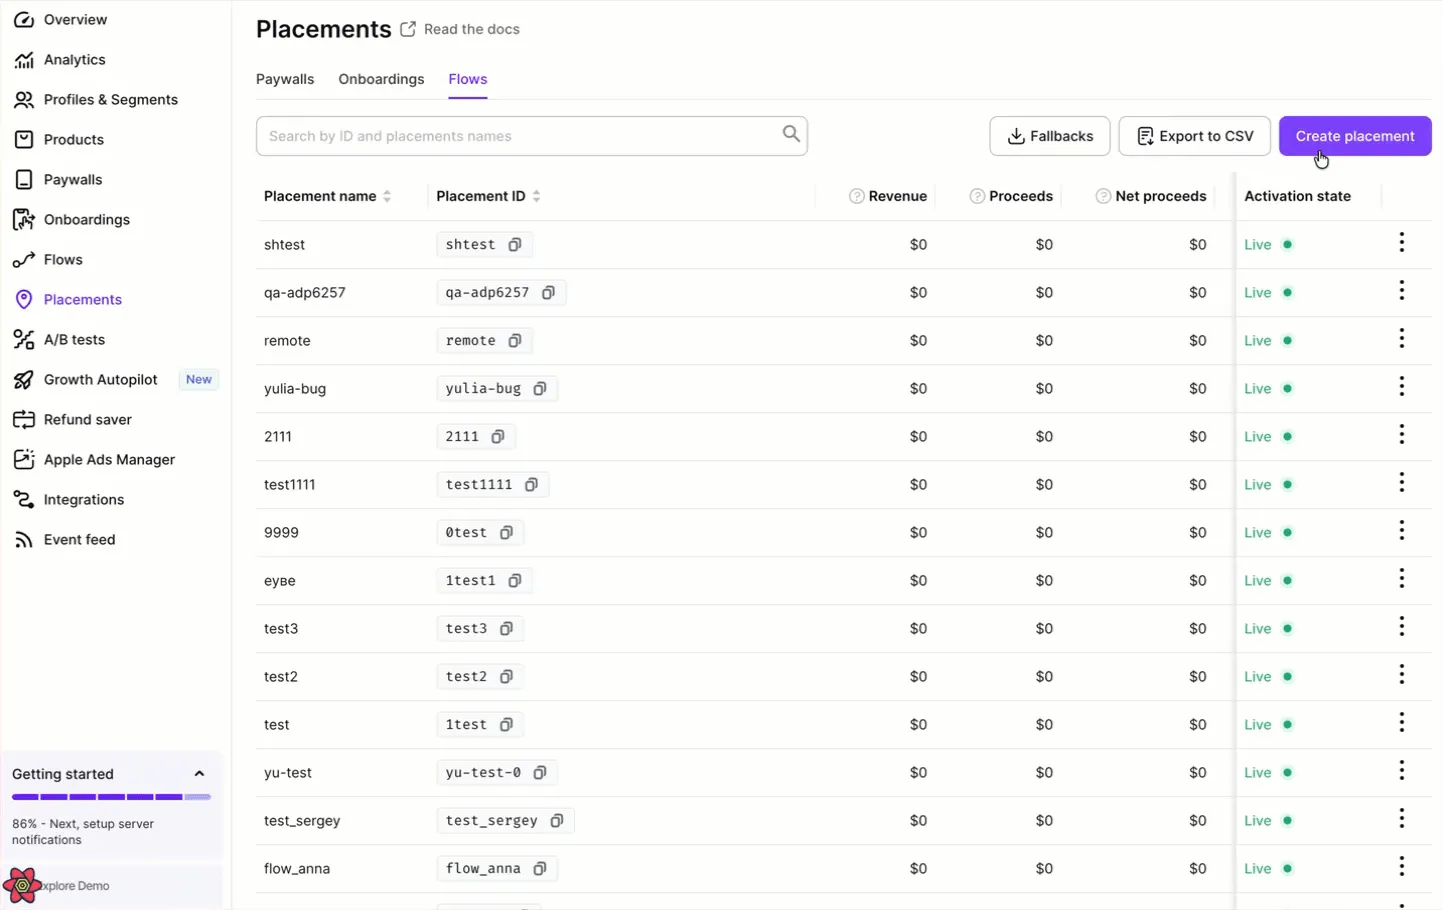 Overview
Analytics
Profiles & Segments
Products
Paywalls
Onboardings
Flows
Placements
A/B tests
Growth Autopilot New
Refund saver
Apple Ads Manager
Integrations
Event feed
Getting started
86% - Next, setup server
notifications
xplore Demo
Placements Read the docs
Paywalls Onboardings Flows
Search by ID and placements names
Fallbacks Export to CSV Create placement
Placement name Placement ID Revenue Proceeds Net proceeds Activation state
shtest shtest $0 $0 $0 Live
qa-adp6257 qa-adp6257 $0 $0 $0 Live
remote remote $0 $0 $0 Live
yulia-bug yulia-bug $0 $0 $0 Live
2111 2111 $0 $0 $0 Live
test1111 test1111 $0 $0 $0 Live
9999 0test $0 $0 $0 Live
еуве 1test1 $0 $0 $0 Live
test3 test3 $0 $0 $0 Live
test2 test2 $0 $0 $0 Live
test 1test $0 $0 $0 Live
yu-test yu-test-0 $0 $0 $0 Live
test_sergey test_sergey $0 $0 $0 Live
flow_anna flow_anna $0 $0 $0 Live